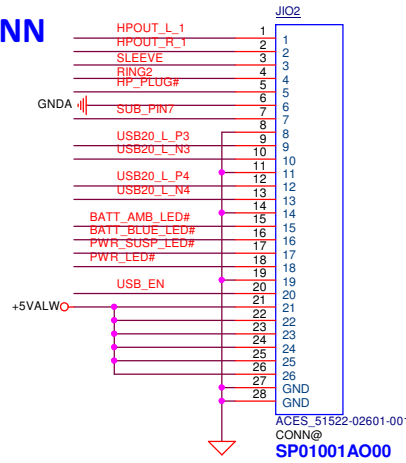 NN
JIO2
HPOUT_L_1 1 1
HPOUT_R_1 2 2
SLEEVE 3 3
RING2 4 4
HP_PLUG# 5 5
GNDA 6 6
SUB_PIN7 7 7
8 8
USB20_L_P3 9 9
USB20_L_N3 10 10
11 11
USB20_L_P4 12 12
USB20_L_N4 13 13
14 14
BATT_AMB_LED# 15 15
BATT_BLUE_LED# 16 16
PWR_SUSP_LED# 17 17
PWR_LED# 18 18
19 19
USB_EN 20 20
+5VALW 21 21
22 22
23 23
24 24
25 25
26 26
27 GND
28 GND
ACES_51522-02601-001
CONN@
SP01001AO00